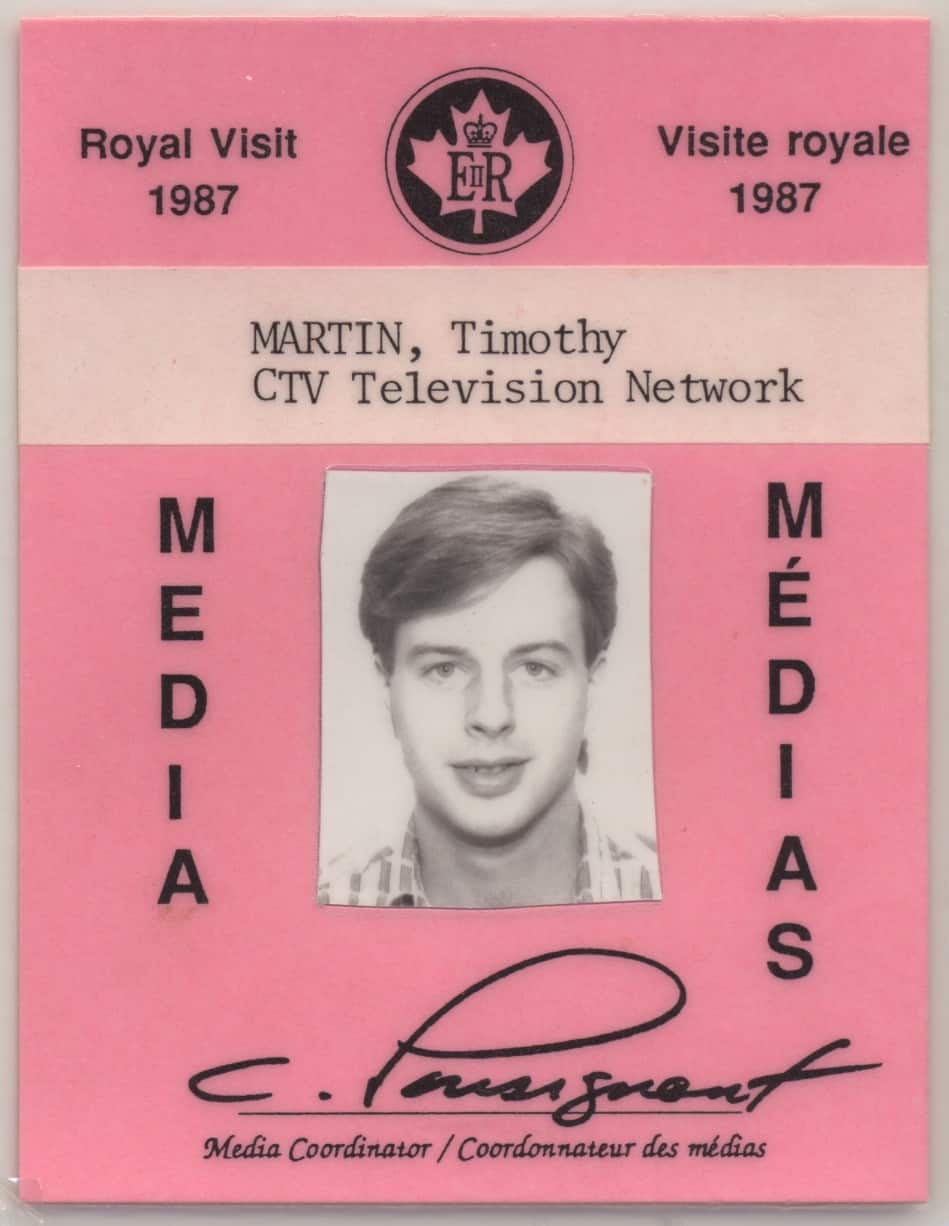 Royal Visit
1987
EIIR
Visite royale
1987
MARTIN, Timothy
CTV Television Network
MEDIA
MÉDIAS
Media Coordinator / Coordonnateur des médias